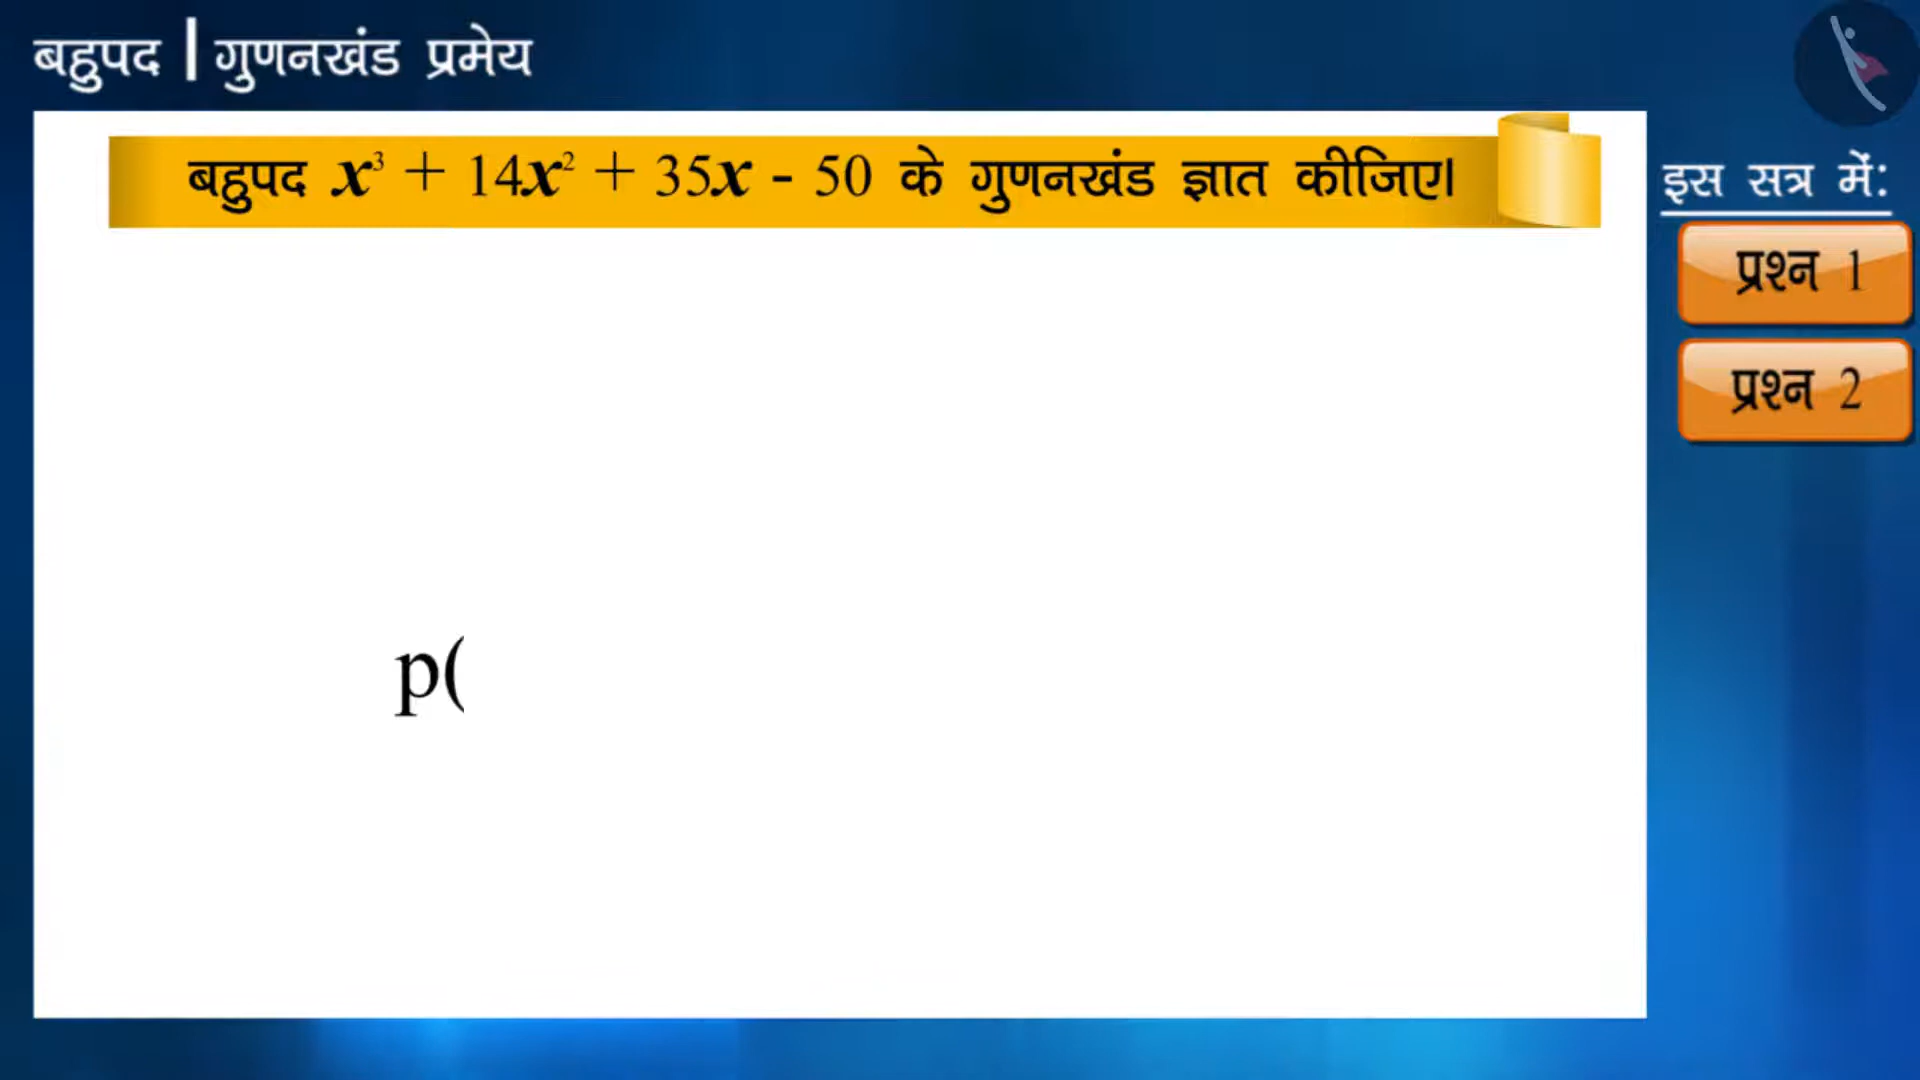 बहुपद | गुणनखंड प्रमेय
बहुपद x³ + 14x² + 35x - 50 के गुणनखंड ज्ञात कीजिए।
इस सत्र में:
प्रश्न 1
प्रश्न 2
p(